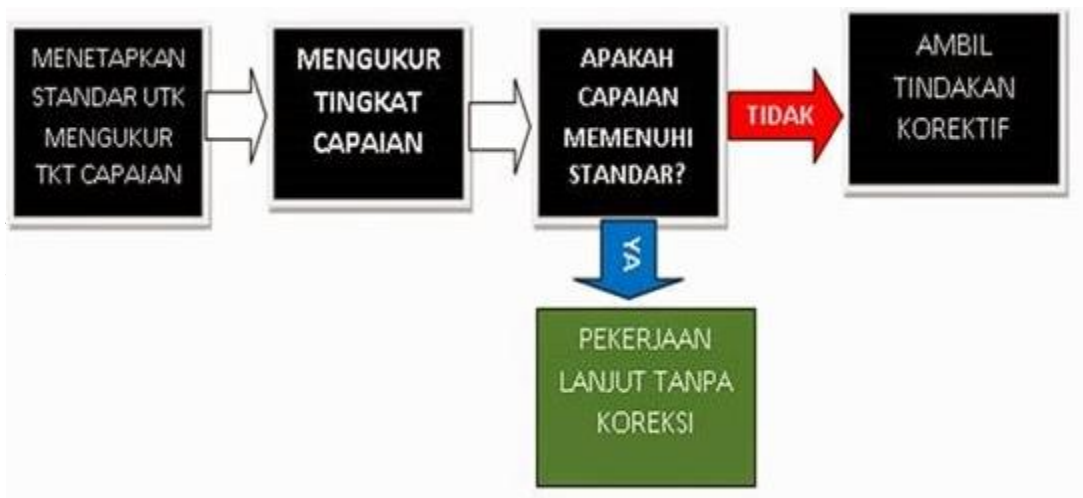 MENETAPKAN
STANDAR UTK
MENGUKUR
TKT CAPAIAN
MENGUKUR
TINGKAT
CAPAIAN
APAKAH
CAPAIAN
MEMENUHI
STANDAR?
TIDAK
AMBIL
TINDAKAN
KOREKTIF
YA
PEKERJAAN
LANJUT TANPA
KOREKSI